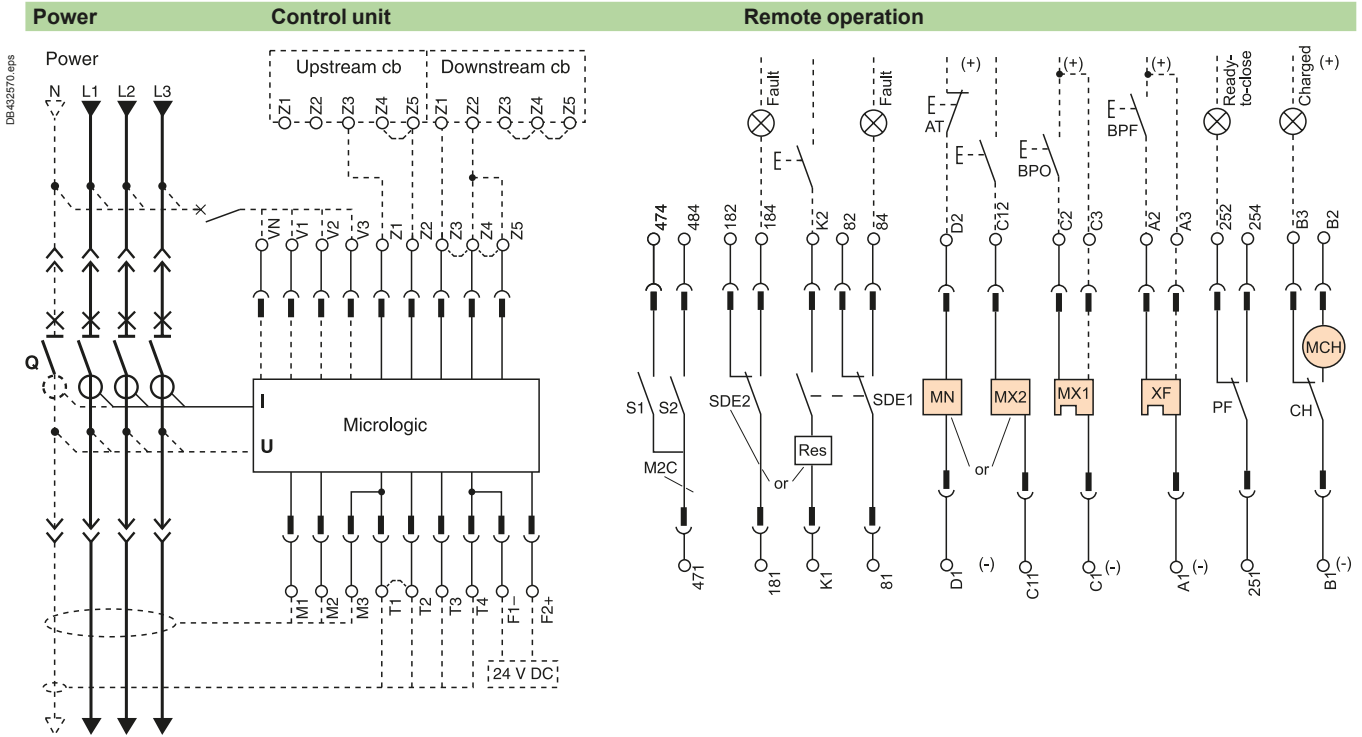 Power Control unit Remote operation
DB432570.eps
Power
N L1 L2 L3
Upstream cb Downstream cb
Z1 Z2 Z3 Z4 Z5 Z1 Z2 Z3 Z4 Z5
Fault Fault (+) (+) (+) Ready-to-close Charged (+)
AT BPO BPF
VN V1 V2 V3 Z1 Z2 Z3 Z4 Z5
474 484 182 184 K2 82 84 D2 C12 C2 C3 A2 A3 252 254 B3 B2
Q
MCH
I
U
Micrologic
S1 S2 SDE2 SDE1 MN MX2 MX1 XF PF CH
Res
M2C or or
471 181 K1 81 D1 (-) C11 C1 (-) A1 (-) 251 B1 (-)
M1 M2 M3 T1 T2 T3 T4 F1– F2+
24 V DC